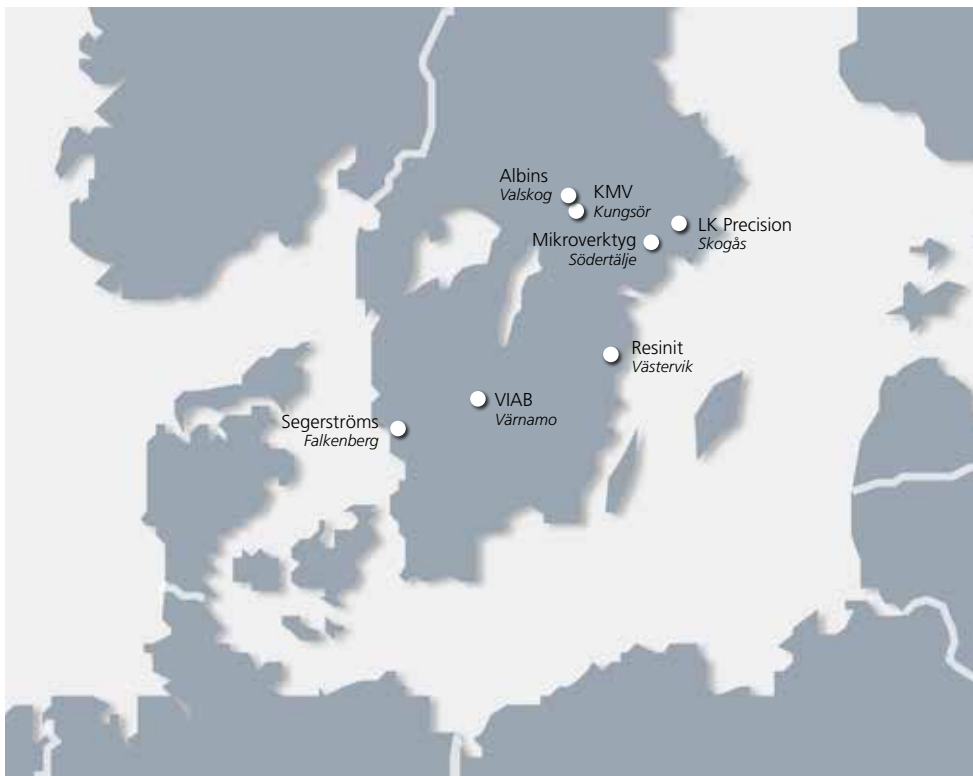 Albins
Valskog
KMV
Kungsör
LK Precision
Skogås
Mikroverktyg
Södertälje
Resinit
Västervik
VIAB
Värnamo
Segerströms
Falkenberg